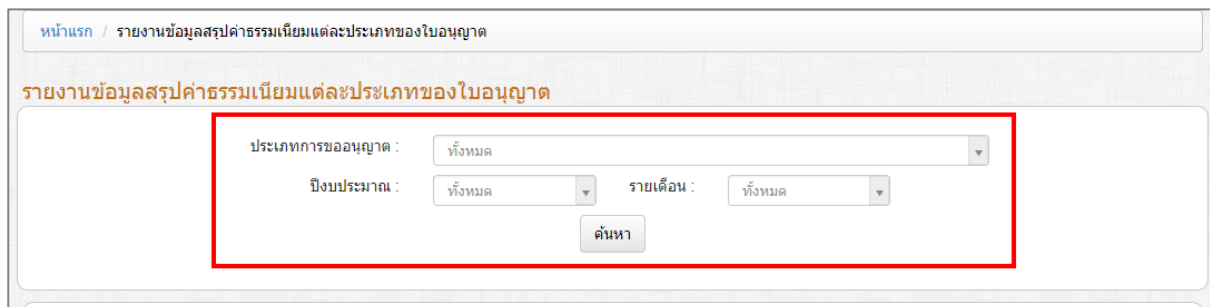 หน้าแรก / รายงานข้อมูลสรุปค่าธรรมเนียมแต่ละประเภทของใบอนุญาต
รายงานข้อมูลสรุปค่าธรรมเนียมแต่ละประเภทของใบอนุญาต
ประเภทการขออนุญาต : ทั้งหมด
ปีงบประมาณ : ทั้งหมด รายเดือน : ทั้งหมด
ค้นหา